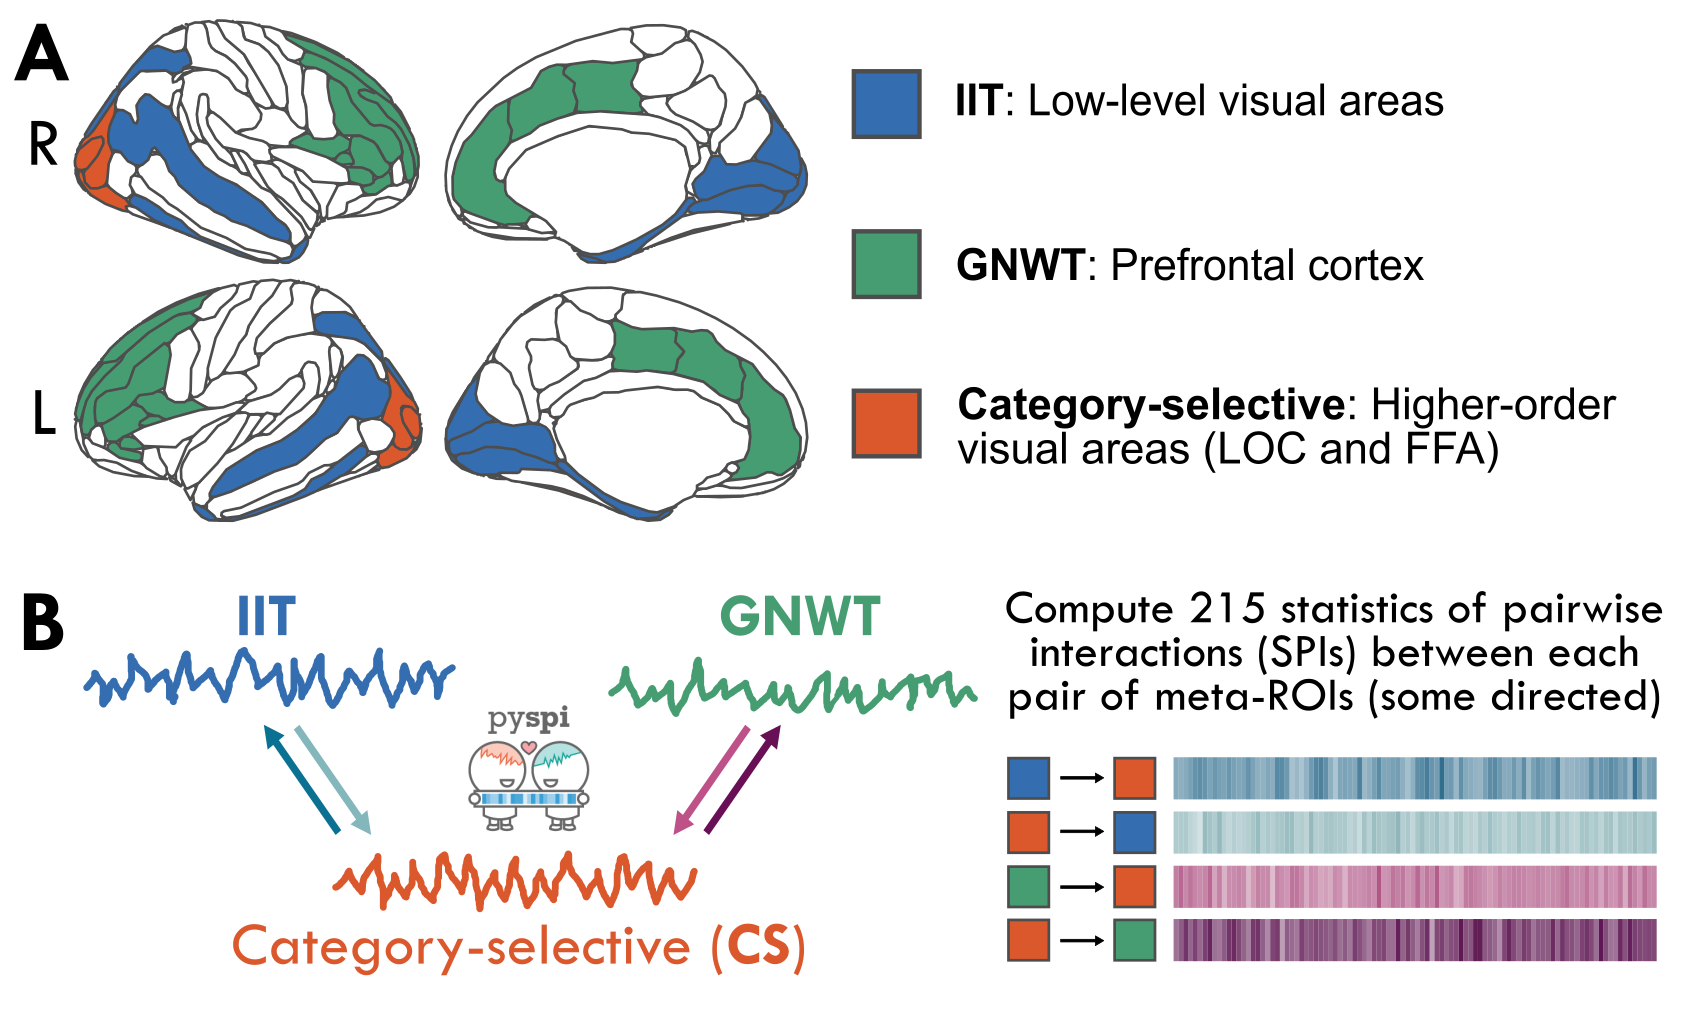 A
R
L
IIT: Low-level visual areas
GNWT: Prefrontal cortex
Category-selective: Higher-order
visual areas (LOC and FFA)
B
IIT
GNWT
pyspi
Category-selective (CS)
Compute 215 statistics of pairwise
interactions (SPIs) between each
pair of meta-ROIs (some directed)